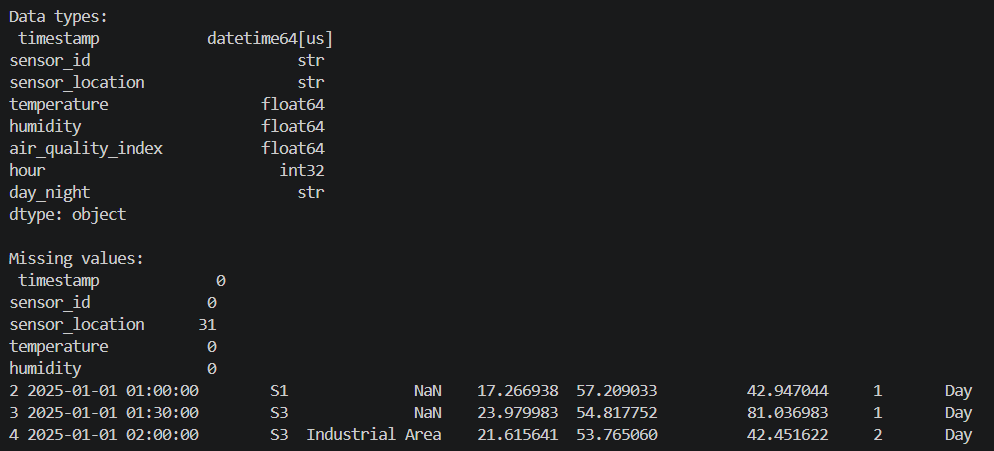 Data types:
 timestamp           datetime64[us]
sensor_id                       str
sensor_location                 str
temperature                 float64
humidity                    float64
air_quality_index           float64
hour                          int32
day_night                       str
dtype: object

Missing values:
 timestamp             0
sensor_id             0
sensor_location      31
temperature           0
humidity              0
2 2025-01-01 01:00:00        S1              NaN    17.266938  57.209033          42.947044     1       Day
3 2025-01-01 01:30:00        S3              NaN    23.979983  54.817752          81.036983     1       Day
4 2025-01-01 02:00:00        S3  Industrial Area    21.615641  53.765060          42.451622     2       Day